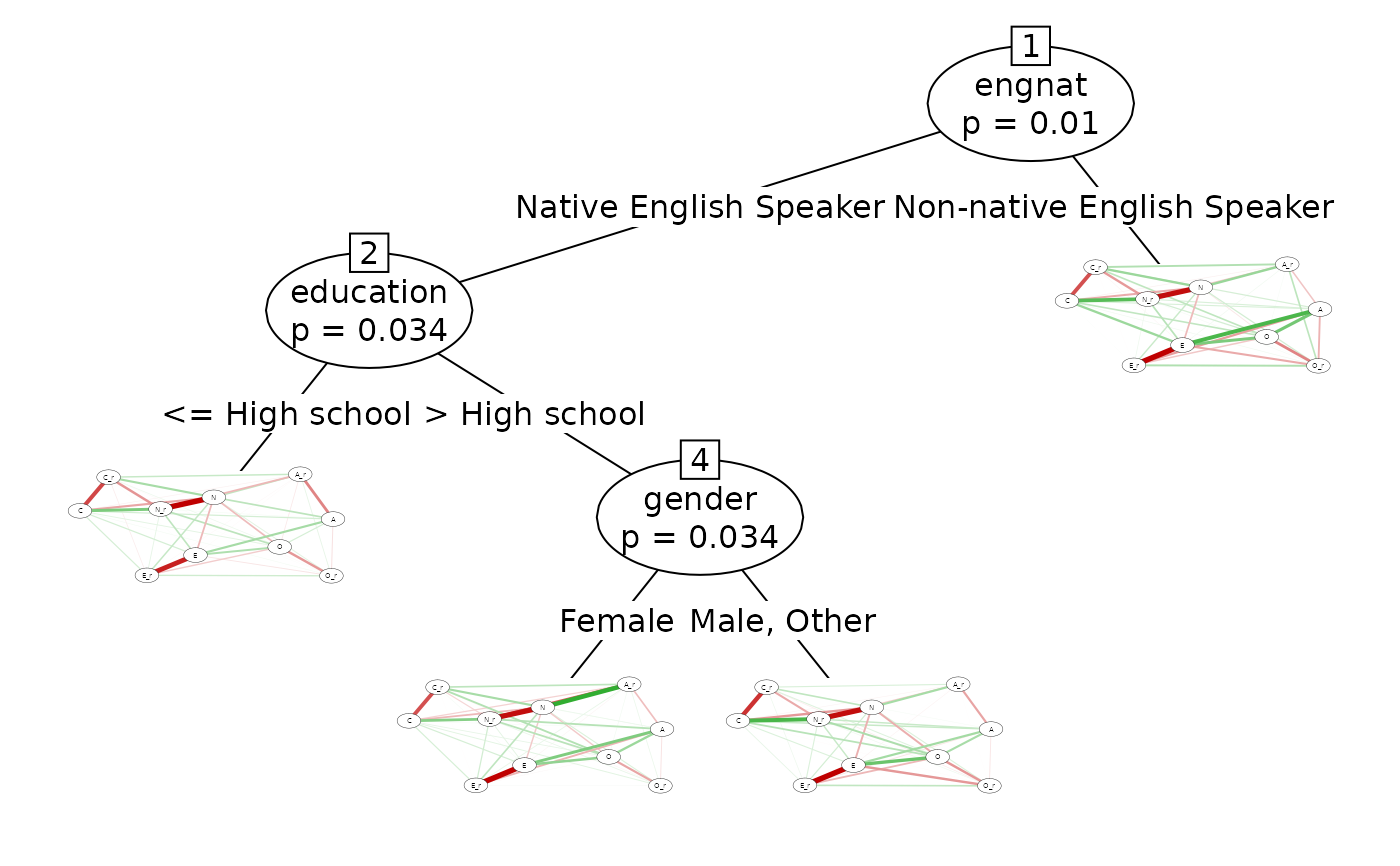 1
engnat
p = 0.01
Native English Speaker
Non-native English Speaker
2
education
p = 0.034
C_r
A_r
N
C
N_r
A
E
O
E_r
O_r
<= High school
> High school
4
gender
p = 0.034
C_r
A_r
N
C
N_r
A
E
O
E_r
O_r
Female
Male, Other
C_r
A_r
N
C
N_r
A
E
O
E_r
O_r
C_r
A_r
N
C
N_r
A
E
O
E_r
O_r